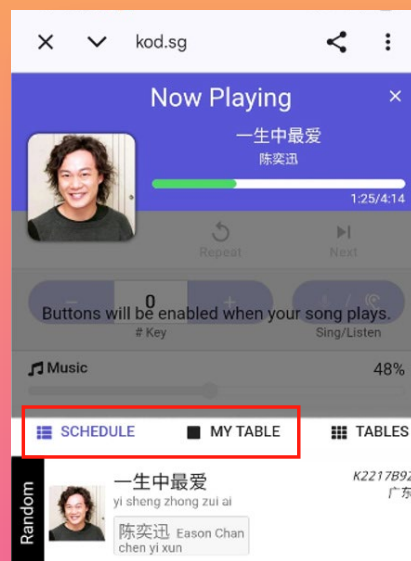 kod.sg
Now Playing
一生中最爱
陈奕迅
1:25/4:14
Repeat
Next
0
Buttons will be enabled when your song plays.
# Key
Sing/Listen
Music
48%
SCHEDULE
MY TABLE
TABLES
Random
一生中最爱
yi sheng zhong zui ai
陈奕迅 Eason Chan
chen yi xun
K2217B92
广东